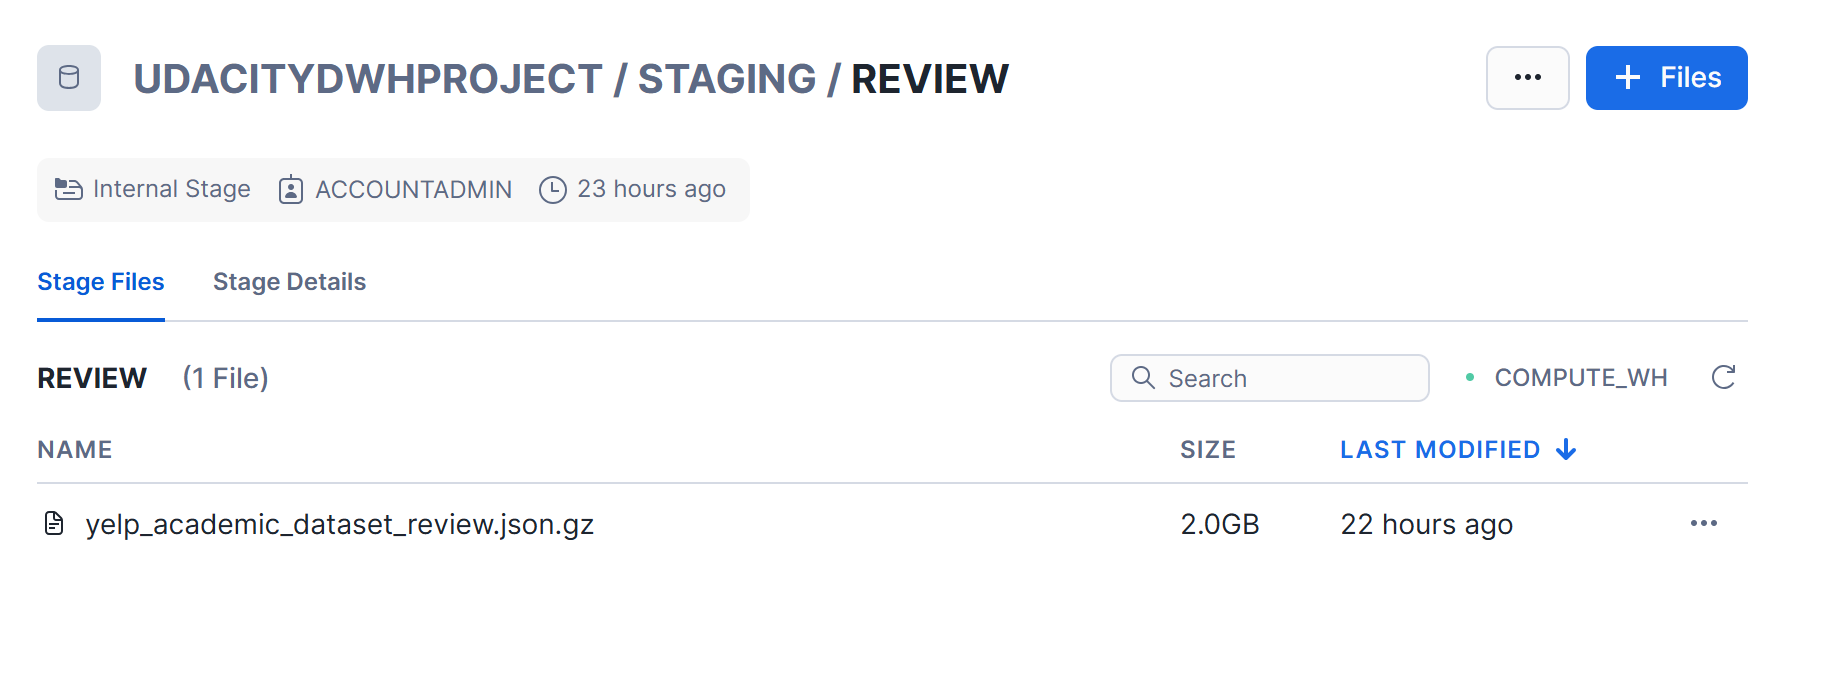 UDACITYDWHPROJECT / STAGING / REVIEW
Files
Internal Stage ACCOUNTADMIN 23 hours ago
Stage Files Stage Details
REVIEW (1 File) Search COMPUTE_WH
NAME SIZE LAST MODIFIED
yelp_academic_dataset_review.json.gz 2.0GB 22 hours ago